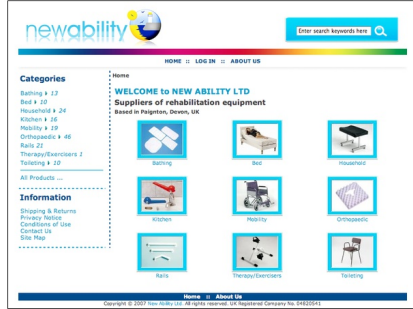 newability
Enter search keywords here
HOME :: LOG IN :: ABOUT US
Categories
Bathing 13
Bed 10
Household 24
Kitchen 16
Mobility 19
Orthopaedic 46
Rails 21
Therapy/Exercisers 1
Toileting 10
All Products ...
Information
Shipping & Returns
Privacy Notice
Conditions of Use
Contact Us
Site Map
Home
WELCOME to NEW ABILITY LTD
Suppliers of rehabilitation equipment
Based in Paignton, Devon, UK
Bathing Bed Household
Kitchen Mobility Orthopaedic
Rails Therapy/Exercisers Toileting
Home :: About Us
Copyright © 2007 New Ability Ltd. All rights reserved. UK Registered Company No. 04820541